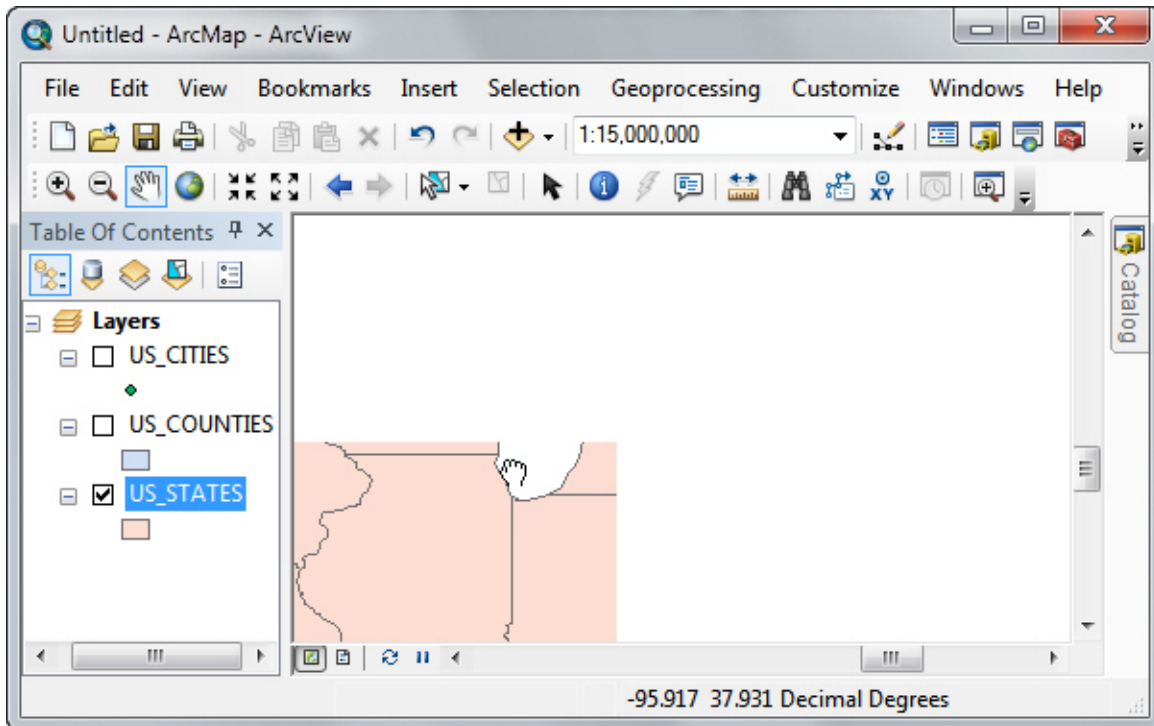 Untitled - ArcMap - ArcView
File Edit View Bookmarks Insert Selection Geoprocessing Customize Windows Help
1:15,000,000
XY
Table Of Contents
Layers
US_CITIES
US_COUNTIES
US_STATES
Catalog
-95.917 37.931 Decimal Degrees